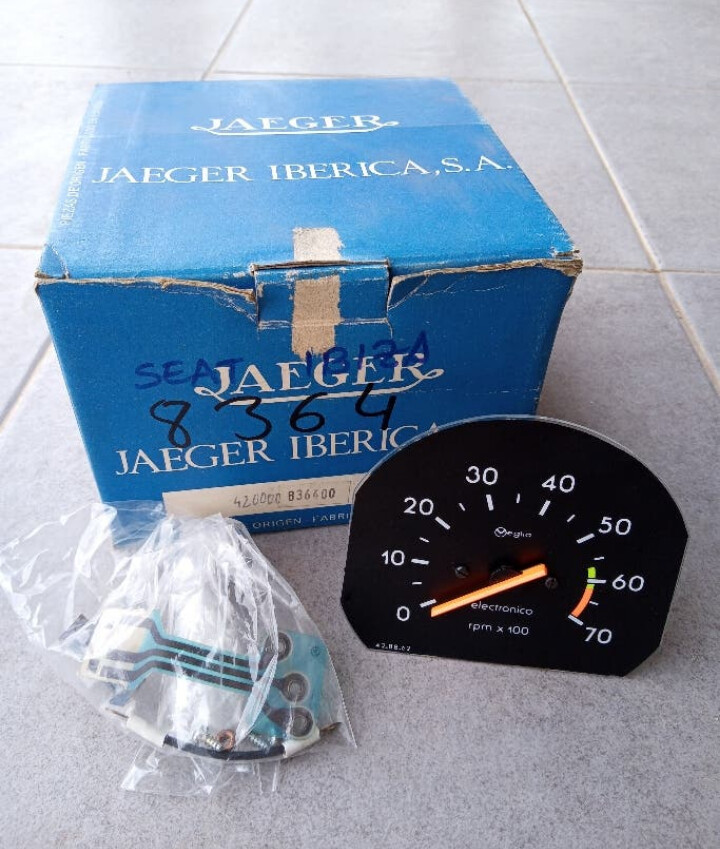 JAEGER
JAEGER IBERICA, S.A.
SEAT IBIZA
JAEGER
8364
JAEGER IBERICA
420000 836400
ORIGEN FABRI
30 40
20 50
Veglia
10 60
0 electronico
rpm x 100 70